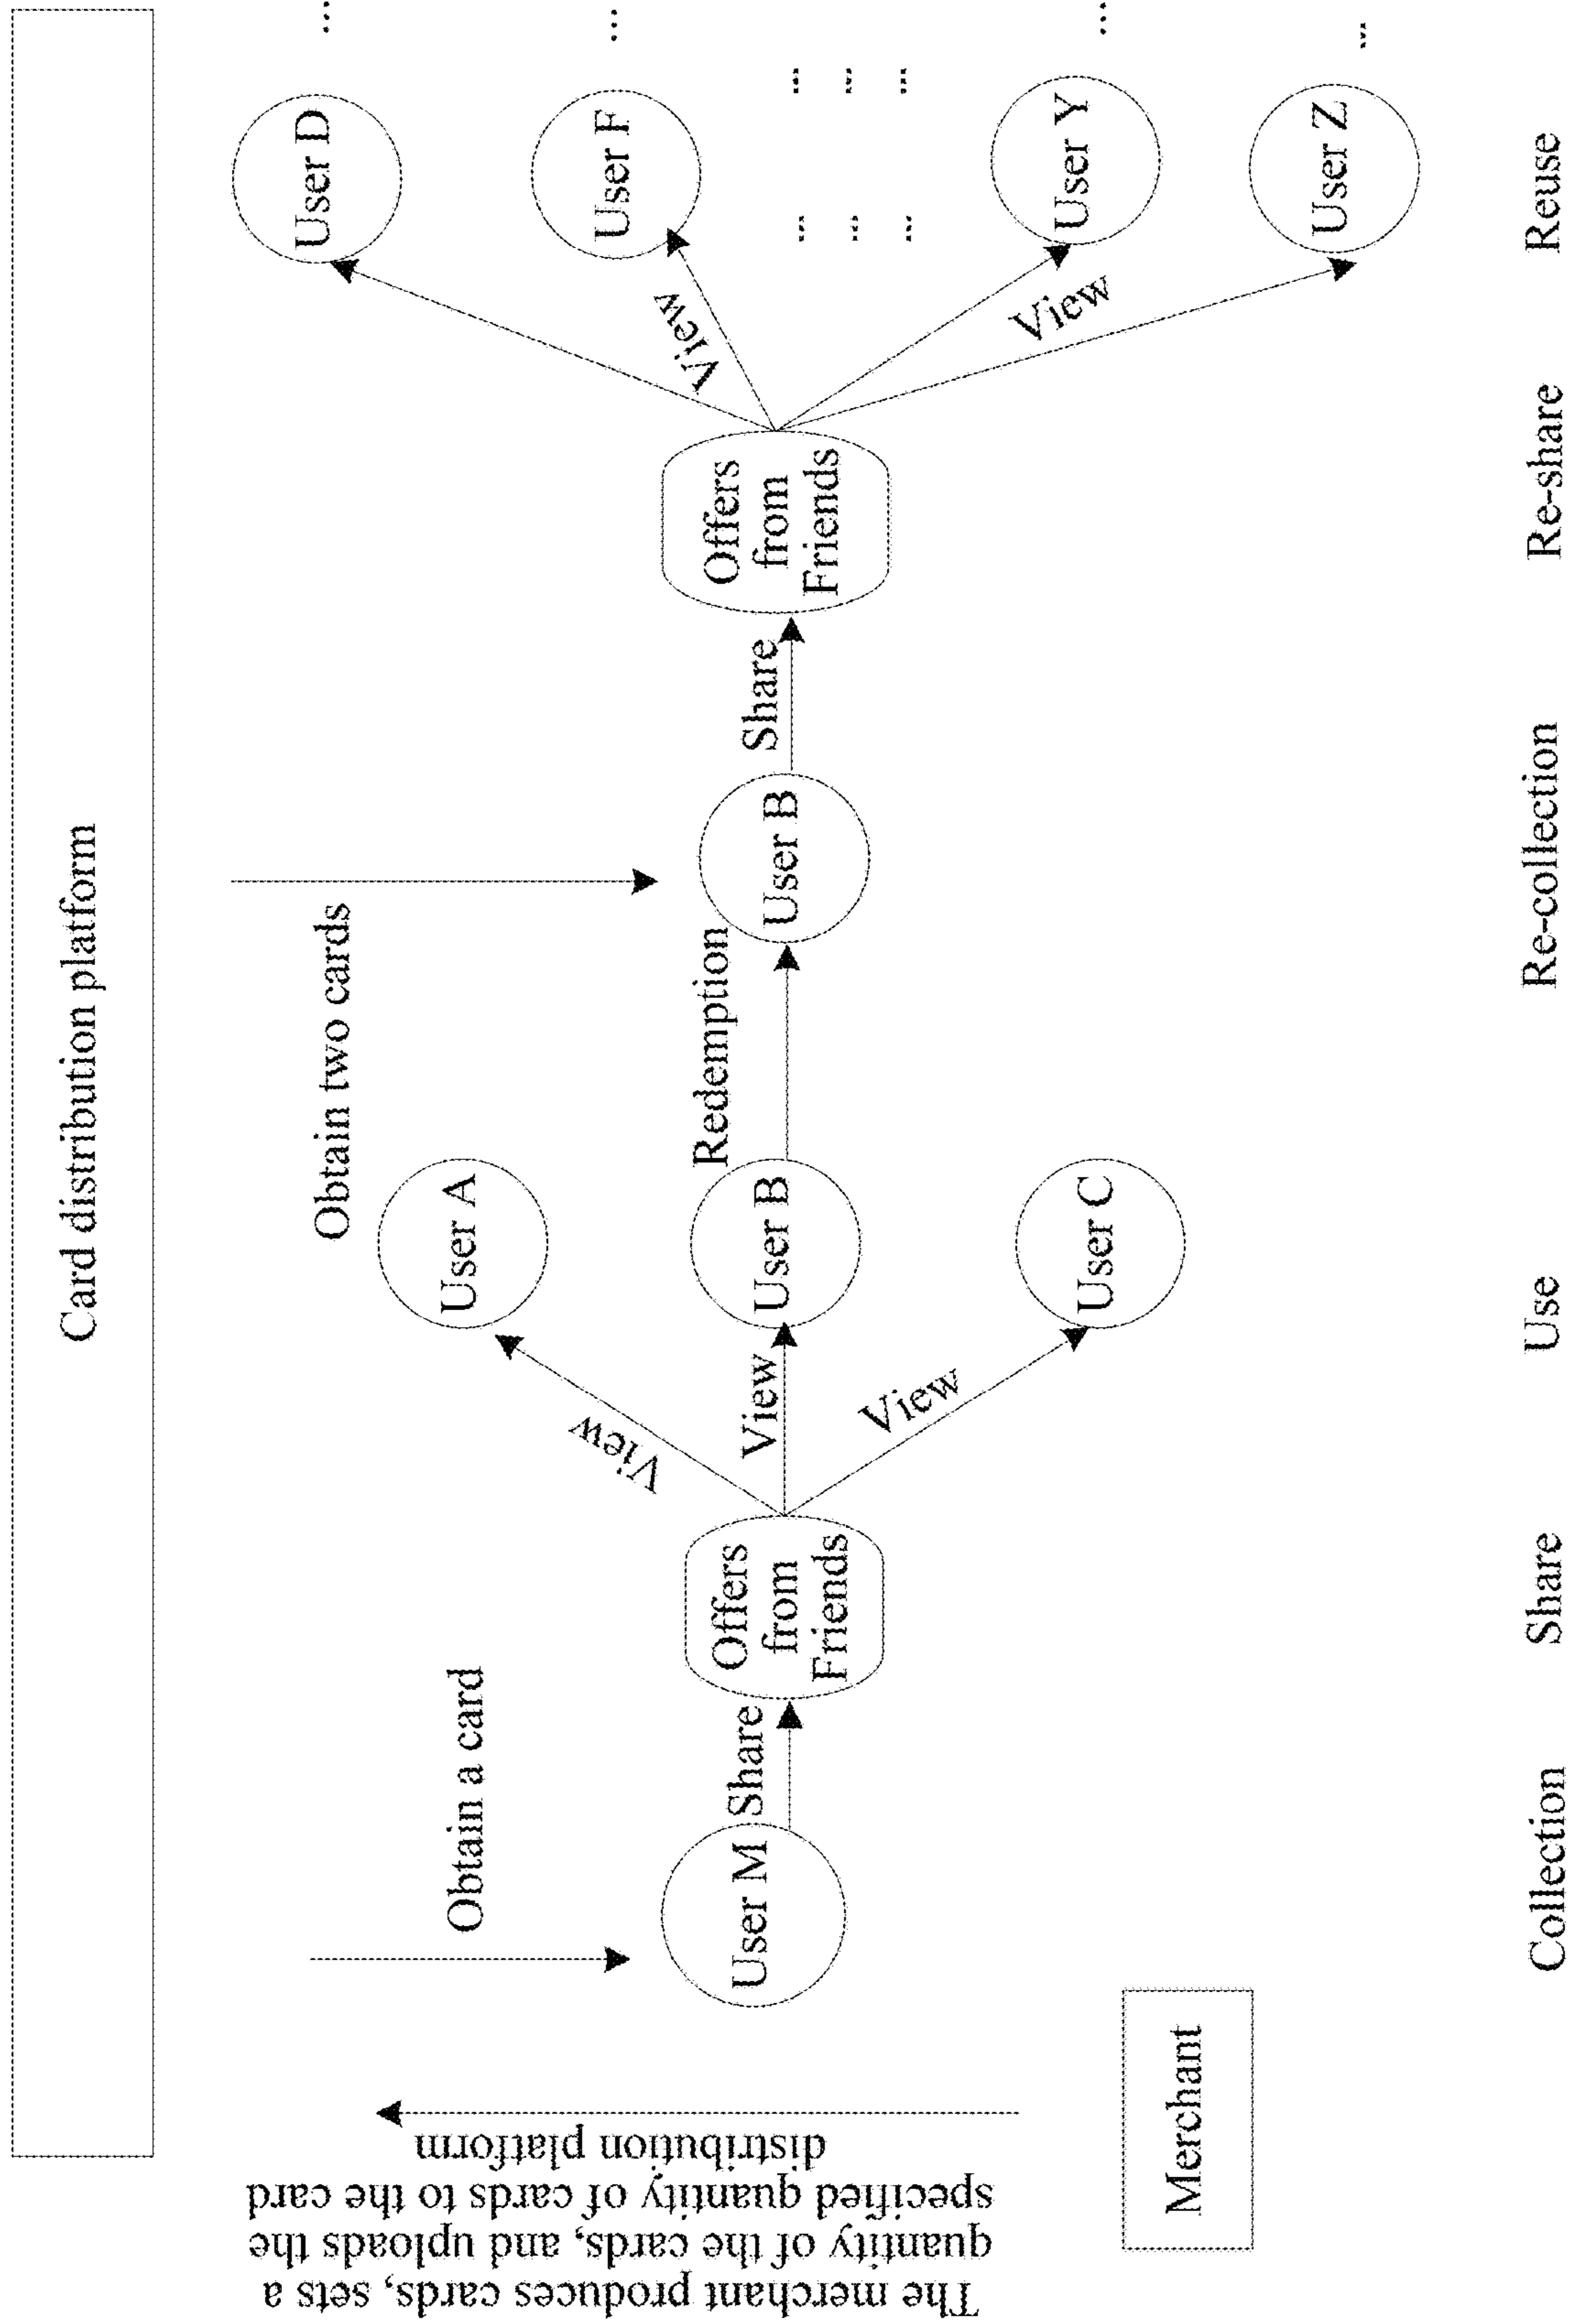 Card distribution platform
The merchant produces cards, sets a
quantity of the cards, and uploads the
specified quantity of cards to the card
distribution platform
Merchant
Obtain a card
User M
Share
Offers
from
Friends
View
View
View
User A
User B
User C
Redemption
Obtain two cards
User B
Share
Offers
from
Friends
View
View
User D
...
User F
...
... ...
... ...
... ...
User Y
...
User Z
...
Collection
Share
Use
Re-collection
Re-share
Reuse